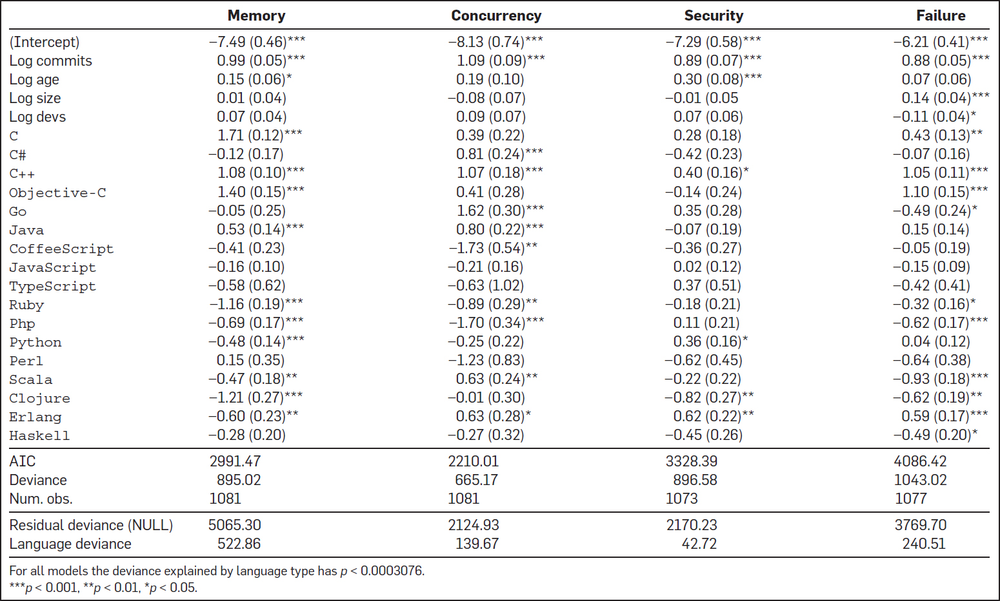 Memory Concurrency Security Failure
(Intercept) −7.49 (0.46)*** −8.13 (0.74)*** −7.29 (0.58)*** −6.21 (0.41)***
Log commits 0.99 (0.05)*** 1.09 (0.09)*** 0.89 (0.07)*** 0.88 (0.05)***
Log age 0.15 (0.06)* 0.19 (0.10) 0.30 (0.08)*** 0.07 (0.06)
Log size 0.01 (0.04) −0.08 (0.07) −0.01 (0.05 0.14 (0.04)***
Log devs 0.07 (0.04) 0.09 (0.07) 0.07 (0.06) −0.11 (0.04)*
C 1.71 (0.12)*** 0.39 (0.22) 0.28 (0.18) 0.43 (0.13)**
C# −0.12 (0.17) 0.81 (0.24)*** −0.42 (0.23) −0.07 (0.16)
C++ 1.08 (0.10)*** 1.07 (0.18)*** 0.40 (0.16)* 1.05 (0.11)***
Objective-C 1.40 (0.15)*** 0.41 (0.28) −0.14 (0.24) 1.10 (0.15)***
Go −0.05 (0.25) 1.62 (0.30)*** 0.35 (0.28) −0.49 (0.24)*
Java 0.53 (0.14)*** 0.80 (0.22)*** −0.07 (0.19) 0.15 (0.14)
CoffeeScript −0.41 (0.23) −1.73 (0.54)** −0.36 (0.27) −0.05 (0.19)
JavaScript −0.16 (0.10) −0.21 (0.16) 0.02 (0.12) −0.15 (0.09)
TypeScript −0.58 (0.62) −0.63 (1.02) 0.37 (0.51) −0.42 (0.41)
Ruby −1.16 (0.19)*** −0.89 (0.29)** −0.18 (0.21) −0.32 (0.16)*
Php −0.69 (0.17)*** −1.70 (0.34)*** 0.11 (0.21) −0.62 (0.17)***
Python −0.48 (0.14)*** −0.25 (0.22) 0.36 (0.16)* 0.04 (0.12)
Perl 0.15 (0.35) −1.23 (0.83) −0.62 (0.45) −0.64 (0.38)
Scala −0.47 (0.18)** 0.63 (0.24)** −0.22 (0.22) −0.93 (0.18)***
Clojure −1.21 (0.27)*** −0.01 (0.30) −0.82 (0.27)** −0.62 (0.19)**
Erlang −0.60 (0.23)** 0.63 (0.28)* 0.62 (0.22)** 0.59 (0.17)***
Haskell −0.28 (0.20) −0.27 (0.32) −0.45 (0.26) −0.49 (0.20)*
AIC 2991.47 2210.01 3328.39 4086.42
Deviance 895.02 665.17 896.58 1043.02
Num. obs. 1081 1081 1073 1077
Residual deviance (NULL) 5065.30 2124.93 2170.23 3769.70
Language deviance 522.86 139.67 42.72 240.51
For all models the deviance explained by language type has p < 0.0003076.
***p < 0.001, **p < 0.01, *p < 0.05.